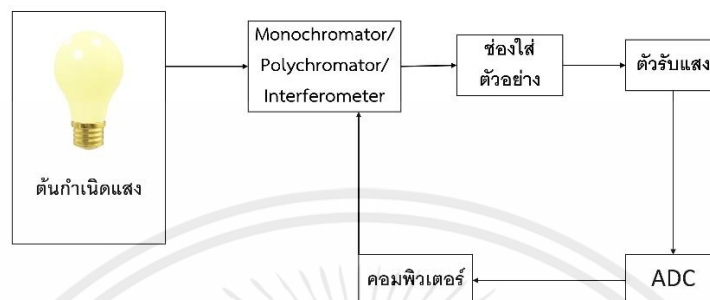 Monochromator/
Polychromator/
Interferometer
ช่องใส่
ตัวอย่าง
ตัวรับแสง
ต้นกำเนิดแสง
คอมพิวเตอร์
ADC